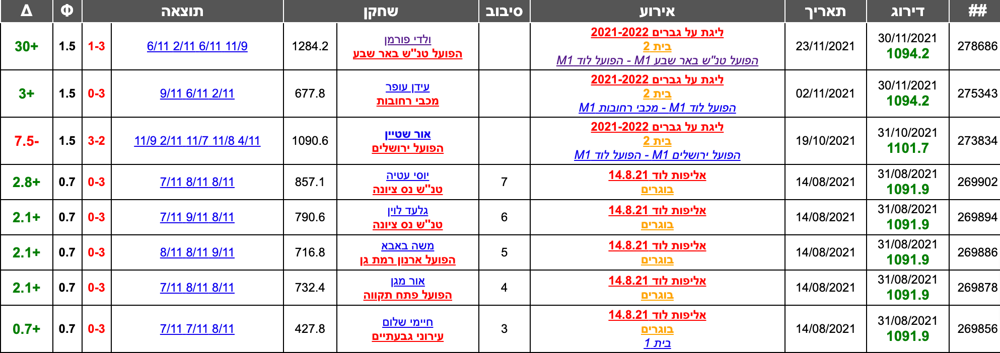 ## דירוג תאריך אירוע סיבוב שחקן תוצאה Φ Δ
278686
30/11/2021
1094.2
23/11/2021
ליגת על גברים 2021-2022
בית 2
הפועל טנ"ש באר שבע M1 - הפועל לוד M1
ולדי פורמן
הפועל טנ"ש באר שבע
1284.2
6/11 2/11 6/11 11/9
1-3
1.5
30+
275343
30/11/2021
1094.2
02/11/2021
ליגת על גברים 2021-2022
בית 2
הפועל לוד M1 - מכבי רחובות M1
עידן עופר
מכבי רחובות
677.8
9/11 6/11 2/11
0-3
1.5
3+
273834
31/10/2021
1101.7
19/10/2021
ליגת על גברים 2021-2022
בית 2
הפועל ירושלים M1 - הפועל לוד M1
אור שטיין
הפועל ירושלים
1090.6
11/9 2/11 11/7 11/8 4/11
3-2
1.5
7.5-
269902
31/08/2021
1091.9
14/08/2021
אליפות לוד 14.8.21
בוגרים
7
יוסי עטיה
טנ"ש נס ציונה
857.1
7/11 8/11 8/11
0-3
0.7
2.8+
269894
31/08/2021
1091.9
14/08/2021
אליפות לוד 14.8.21
בוגרים
6
גלעד לוין
טנ"ש נס ציונה
790.6
7/11 9/11 8/11
0-3
0.7
2.1+
269886
31/08/2021
1091.9
14/08/2021
אליפות לוד 14.8.21
בוגרים
5
משה באבא
הפועל ארנון רמת גן
716.8
8/11 8/11 9/11
0-3
0.7
2.1+
269878
31/08/2021
1091.9
14/08/2021
אליפות לוד 14.8.21
בוגרים
4
אור מגן
הפועל פתח תקווה
732.4
7/11 8/11 8/11
0-3
0.7
2.1+
269856
31/08/2021
1091.9
14/08/2021
אליפות לוד 14.8.21
בוגרים
בית 1
3
חיימי שלום
עירוני גבעתיים
427.8
7/11 7/11 8/11
0-3
0.7
0.7+